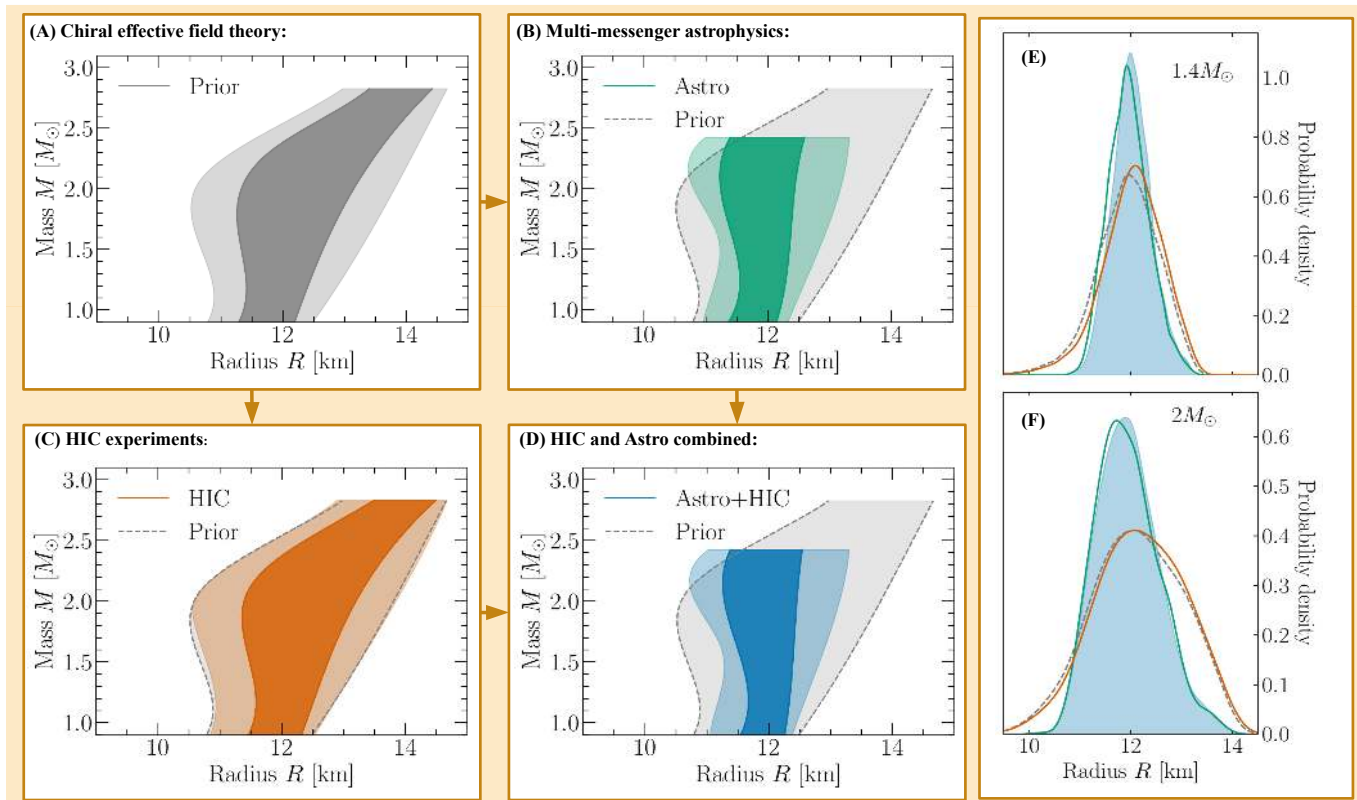 (A) Chiral effective field theory:
Prior
3.0
2.5
2.0
1.5
1.0
Mass M [M⊙]
10 12 14
Radius R [km]
(B) Multi-messenger astrophysics:
Astro
Prior
3.0
2.5
2.0
1.5
1.0
Mass M [M⊙]
10 12 14
Radius R [km]
(C) HIC experiments:
HIC
Prior
3.0
2.5
2.0
1.5
1.0
Mass M [M⊙]
10 12 14
Radius R [km]
(D) HIC and Astro combined:
Astro+HIC
Prior
3.0
2.5
2.0
1.5
1.0
Mass M [M⊙]
10 12 14
Radius R [km]
(E)
1.4M⊙
1.0
0.8
0.6
0.4
0.2
0.0
Probability density
(F)
2M⊙
0.6
0.5
0.4
0.3
0.2
0.1
0.0
Probability density
10 12 14
Radius R [km]